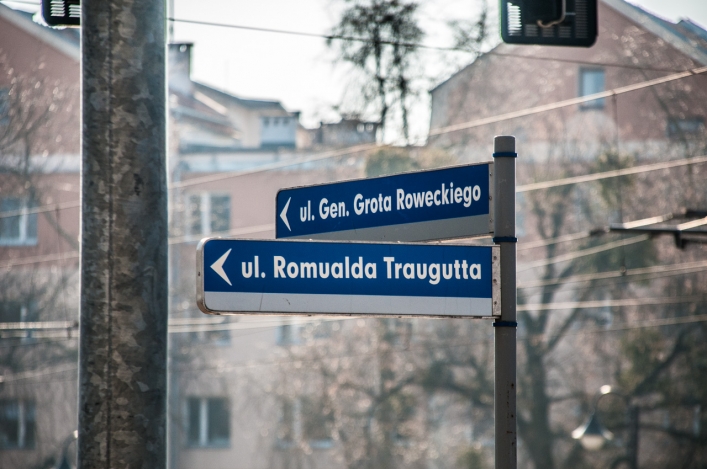 ul. Gen. Grota Roweckiego
ul. Romualda Traugutta